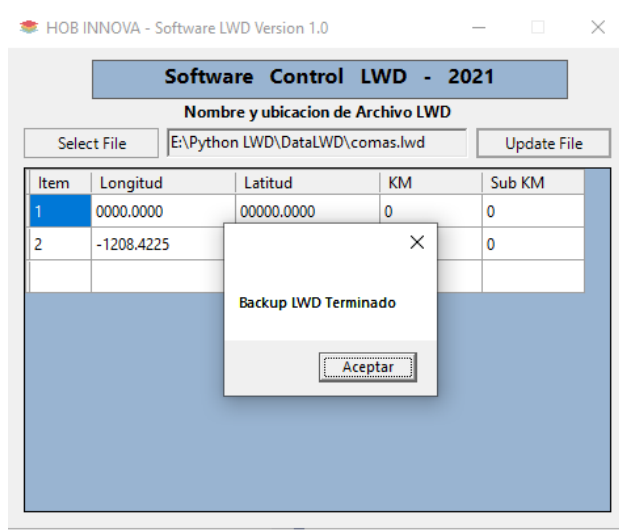 HOB INNOVA - Software LWD Version 1.0
Software Control LWD - 2021
Nombre y ubicacion de Archivo LWD
Select File E:\Python LWD\DataLWD\comas.lwd Update File
Item Longitud Latitud KM Sub KM
1 0000.0000 00000.0000 0 0
2 -1208.4225 0
Backup LWD Terminado
Aceptar